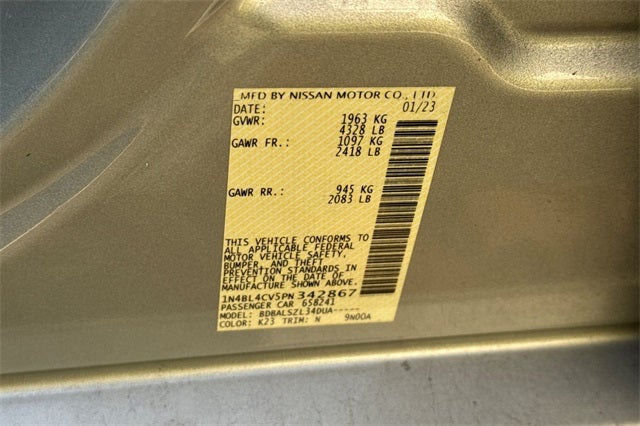 MFD BY NISSAN MOTOR CO., LTD.
DATE: 01/23
GVWR: 1963 KG
4328 LB
GAWR FR.: 1097 KG
2418 LB
GAWR RR.: 945 KG
2083 LB
THIS VEHICLE CONFORMS TO
ALL APPLICABLE FEDERAL
MOTOR VEHICLE SAFETY,
BUMPER, AND THEFT
PREVENTION STANDARDS IN
EFFECT ON THE DATE OF
MANUFACTURE SHOWN ABOVE.
1N4BL4CV5PN342867
PASSENGER CAR 658241
MODEL: BDBALSZL34DUA-----
COLOR: K23 TRIM: N 9N00A